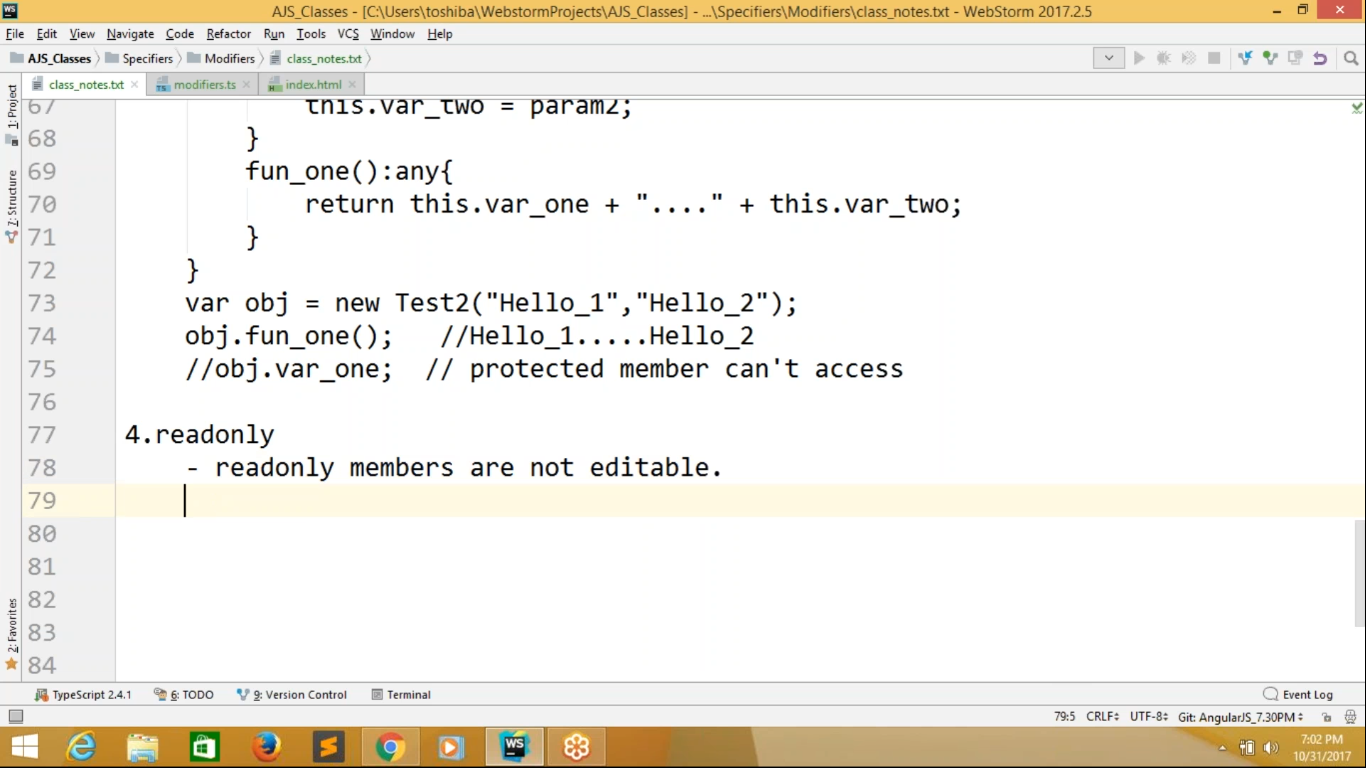 AJS_Classes - [C:\Users\toshiba\WebstormProjects\AJS_Classes] - ...\Specifiers\Modifiers\class_notes.txt - WebStorm 2017.2.5
File Edit View Navigate Code Refactor Run Tools VCS Window Help
AJS_Classes Specifiers Modifiers class_notes.txt
class_notes.txt modifiers.ts index.html
1: Project
7: Structure
2: Favorites
67 this.var_two = param2;
68 }
69 fun_one():any{
70 return this.var_one + "...." + this.var_two;
71 }
72 }
73 var obj = new Test2("Hello_1","Hello_2");
74 obj.fun_one(); //Hello_1.....Hello_2
75 //obj.var_one; // protected member can't access
76
77 4.readonly
78 - readonly members are not editable.
79
80
81
82
83
84
TypeScript 2.4.1 6: TODO 9: Version Control Terminal Event Log
79:5 CRLF UTF-8 Git: AngularJS_7.30PM
WS
7:02 PM
10/31/2017